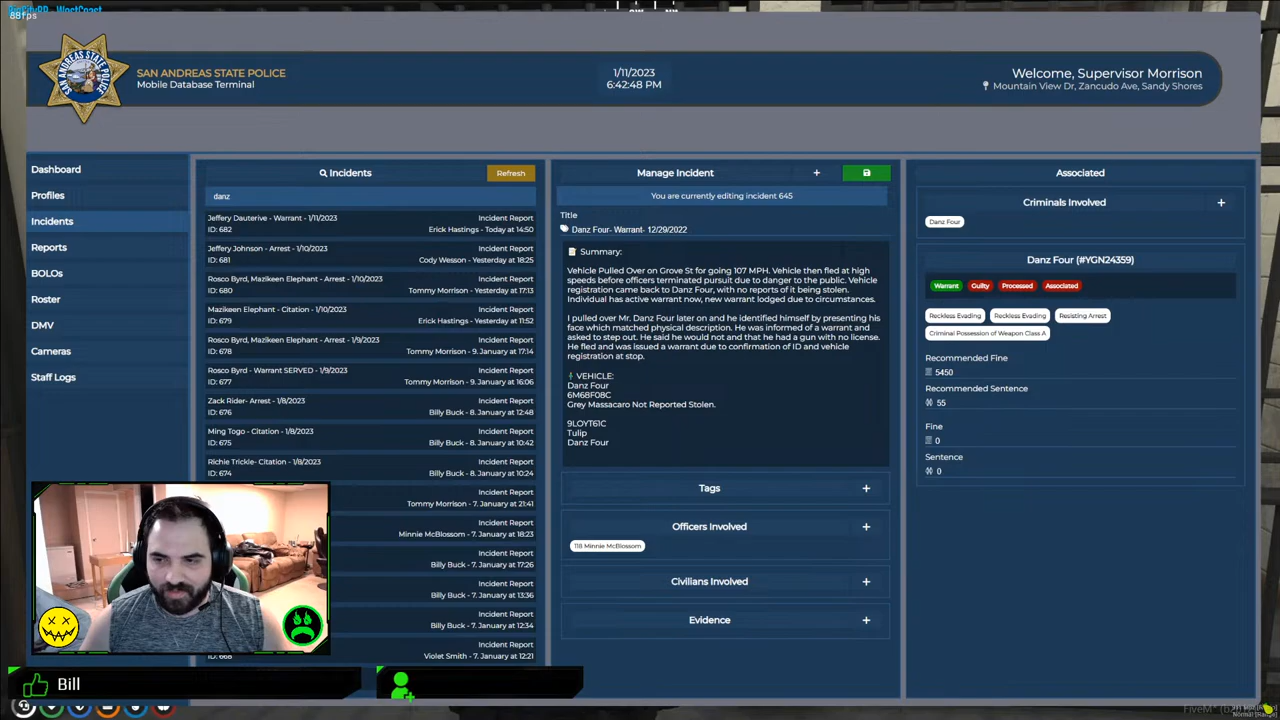 BigCityRP - WestCoast
88fps
SAN ANDREAS STATE POLICE
Mobile Database Terminal
1/11/2023
6:42:48 PM
Welcome, Supervisor Morrison
Mountain View Dr, Zancudo Ave, Sandy Shores
Dashboard
Profiles
Incidents
Reports
BOLOs
Roster
DMV
Cameras
Staff Logs
Incidents
Refresh
danz
Jeffery Dauterive - Warrant - 1/11/2023 Incident Report
ID: 682 Erick Hastings - Today at 14:50
Jeffery Johnson - Arrest - 1/10/2023 Incident Report
ID: 681 Cody Wesson - Yesterday at 18:25
Rosco Byrd, Mazikeen Elephant - Arrest - 1/10/2023 Incident Report
ID: 680 Tommy Morrison - Yesterday at 17:13
Mazikeen Elephant - Citation - 1/10/2023 Incident Report
ID: 679 Erick Hastings - Yesterday at 11:52
Rosco Byrd, Mazikeen Elephant - Arrest - 1/9/2023 Incident Report
ID: 678 Tommy Morrison - 9. January at 17:14
Rosco Byrd - Warrant SERVED - 1/9/2023 Incident Report
ID: 677 Tommy Morrison - 9. January at 16:06
Zack Rider- Arrest - 1/8/2023 Incident Report
ID: 676 Billy Buck - 8. January at 12:48
Ming Togo - Citation - 1/8/2023 Incident Report
ID: 675 Billy Buck - 8. January at 10:42
Richie Trickle- Citation - 1/8/2023 Incident Report
ID: 674 Billy Buck - 8. January at 10:24
Incident Report
Tommy Morrison - 7. January at 21:41
Incident Report
Minnie McBlossom - 7. January at 18:23
Incident Report
Billy Buck - 7. January at 17:26
Incident Report
Billy Buck - 7. January at 13:36
Incident Report
Billy Buck - 7. January at 12:34
Incident Report
ID: 668 Violet Smith - 7. January at 12:21
Manage Incident +
You are currently editing incident 645
Title
Danz Four- Warrant- 12/29/2022
Summary:
Vehicle Pulled Over on Grove St for going 107 MPH. Vehicle then fled at high
speeds before officers terminated pursuit due to danger to the public. Vehicle
registration came back to Danz Four, with no reports of it being stolen.
Individual has active warrant now, new warrant lodged due to circumstances.
I pulled over Mr. Danz Four later on and he identified himself by presenting his
face which matched physical description. He was informed of a warrant and
asked to step out. He said he would not and that he had a gun with no license.
He fled and was issued a warrant due to confirmation of ID and vehicle
registration at stop.
VEHICLE:
Danz Four
6M68F08C
Grey Massacaro Not Reported Stolen.
9LOYT61C
Tulip
Danz Four
Tags +
Officers Involved +
118 Minnie McBlossom
Civilians Involved +
Evidence +
Associated
Criminals Involved +
Danz Four
Danz Four (#YGN24359)
Warrant Guilty Processed Associated
Reckless Evading Reckless Evading Resisting Arrest
Criminal Possession of Weapon Class A
Recommended Fine
5450
Recommended Sentence
55
Fine
0
Sentence
0
Bill